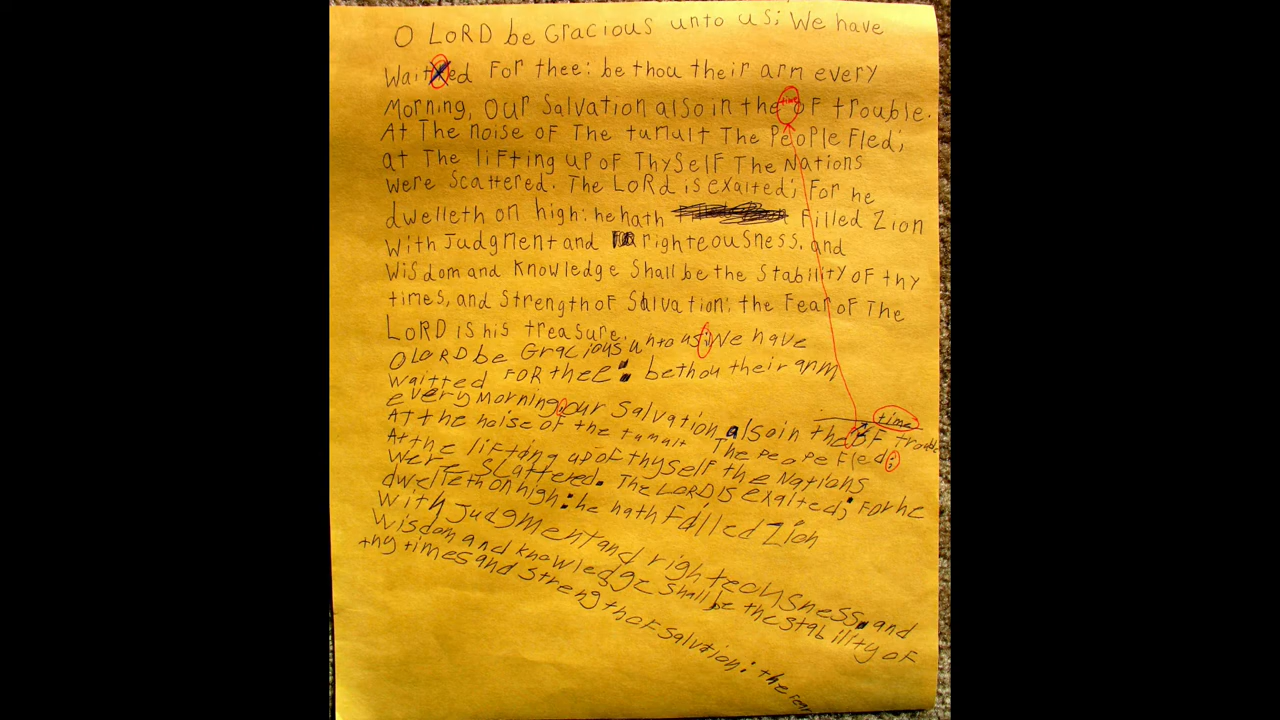 O LORD be Gracious unto us; We have
Waited For thee: be thou their arm every
Morning, Our Salvation also in the time OF trouble.
At The noise OF The tumult The People Fled;
at The lifting up OF ThySelf The Nations
were Scattered. The LORD is exalted; For he
dwelleth on high: he hath Filled Zion
With Judgment and righteousness. and
Wisdom and Knowledge Shall be the Stability OF thy
times, and Strength OF Salvation: the Fear OF The
LORD is his treasure.
O LORD be Gracious unto us; We have
waitted FOR thee: be thou their arm
every Morning, our Salvation also in the time OF trouble
At the noise OF the tumult The Peope Fled;
At the lifting up OF thyself the Nations
Were Scattered. The LORD IS exalted; FOR he
dwelleth on high: he hath Filled Zion
With Judgment and righteousness. and
Wisdom and knowledge Shall be the Stability OF
thy times and Strength OF Salvtion: the Fear